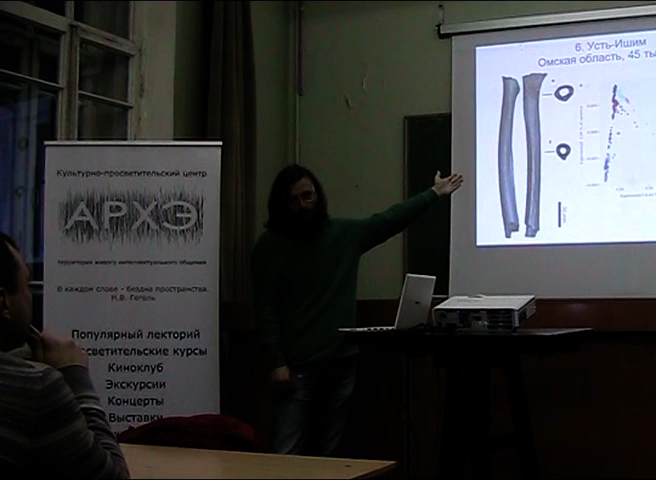 Культурно-просветительский центр
АРХЭ
территория живого интеллектуального общения
В каждом слове - бездна пространства.
Н.В. Гоголь
Популярный лекторий
светительские курсы
Киноклуб
Экскурсии
Концерты
Выставки
6. Усть-Ишим
Омская область, 45 ты